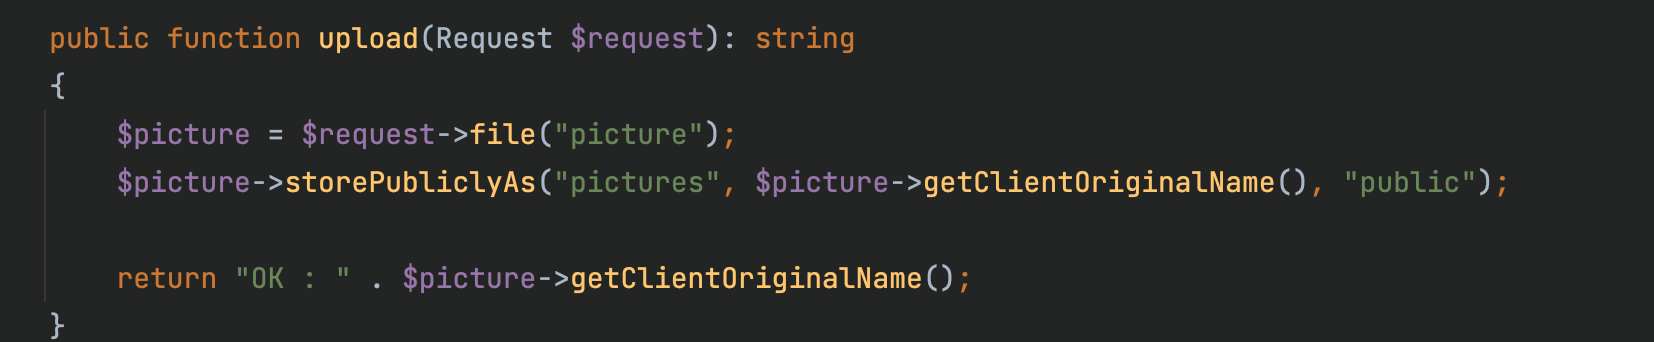 public function upload(Request $request): string
{
    $picture = $request->file("picture");
    $picture->storePubliclyAs("pictures", $picture->getClientOriginalName(), "public");

    return "OK : " . $picture->getClientOriginalName();
}